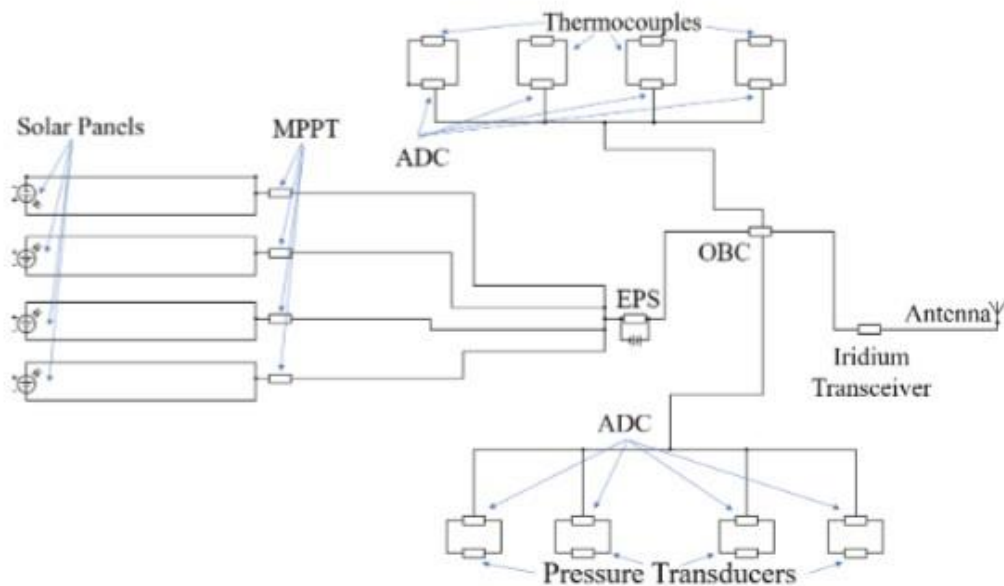 Thermocouples
Solar Panels
MPPT
ADC
OBC
EPS
Antenna
Iridium
Transceiver
ADC
Pressure Transducers